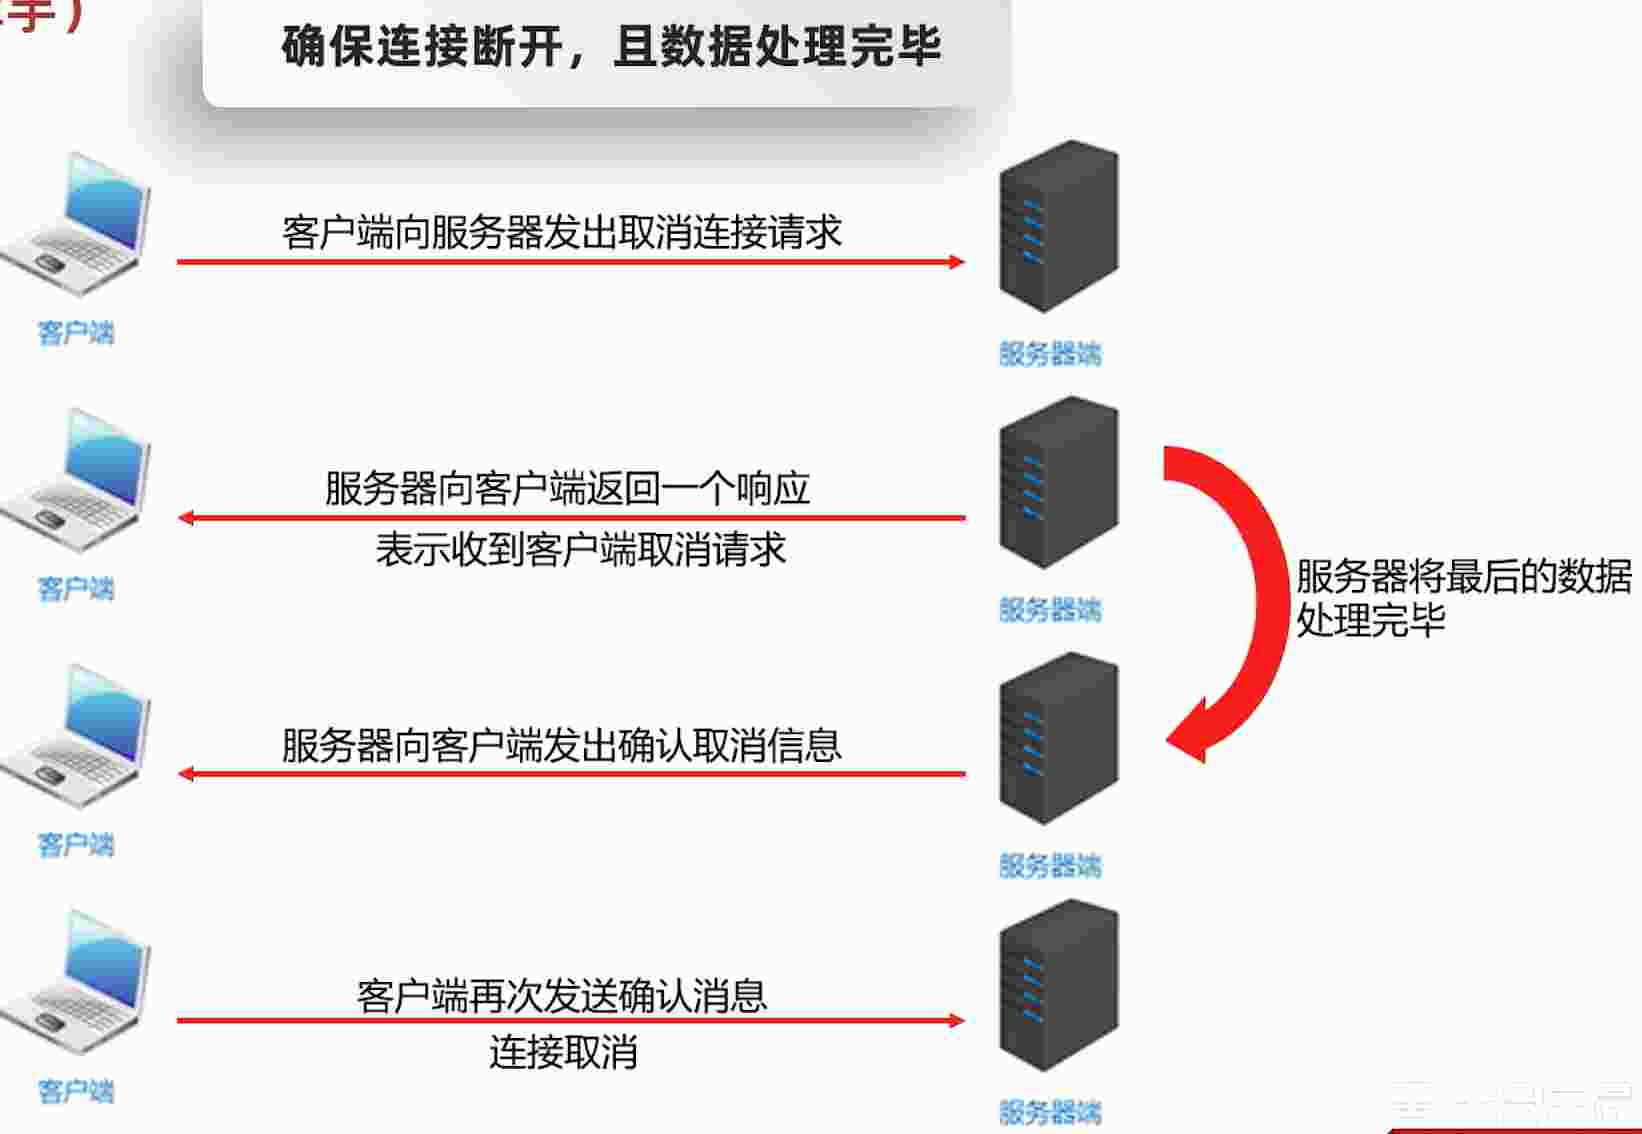 手）
确保连接断开，且数据处理完毕
客户端向服务器发出取消连接请求
客户端
服务器端
服务器向客户端返回一个响应
表示收到客户端取消请求
客户端
服务器端
服务器将最后的数据
处理完毕
服务器向客户端发出确认取消信息
客户端
服务器端
客户端再次发送确认消息
连接取消
客户端
服务器端